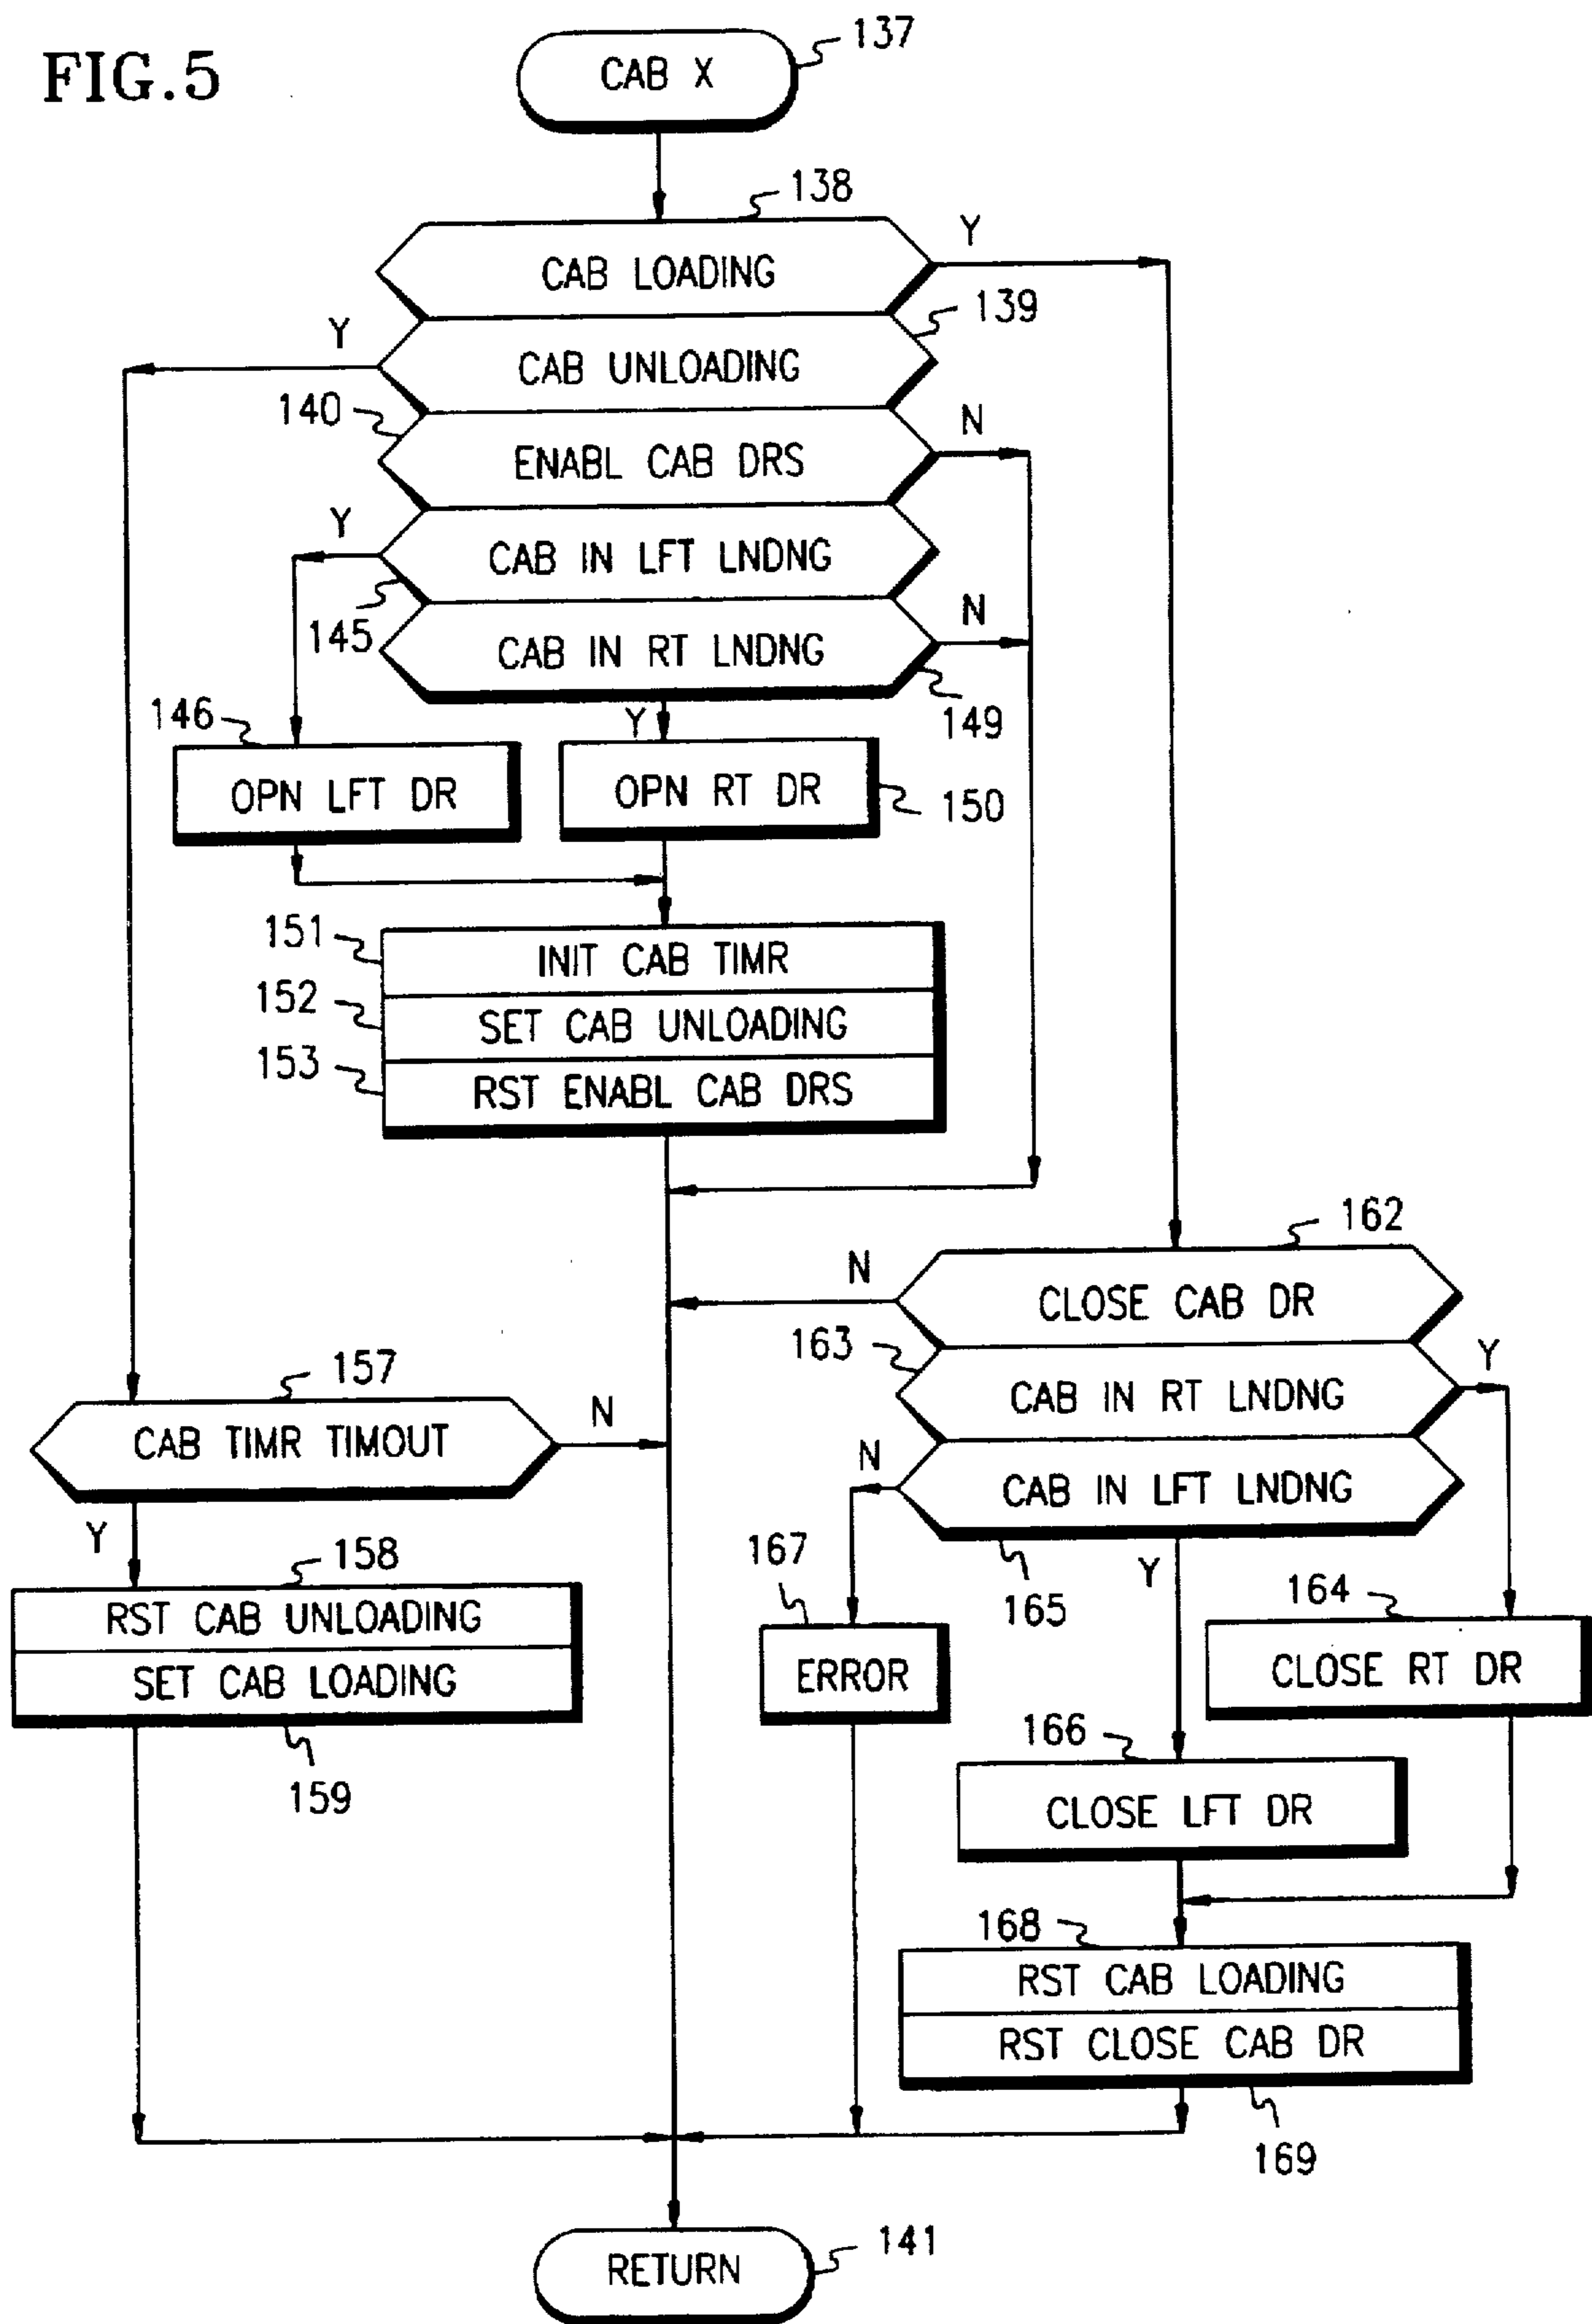 FIG.5
CAB X
137
138
CAB LOADING
Y
139
Y
CAB UNLOADING
140
ENABL CAB DRS
N
Y
CAB IN LFT LNDNG
145
CAB IN RT LNDNG
N
149
146
Y
OPN LFT DR
OPN RT DR
150
151
INIT CAB TIMR
152
SET CAB UNLOADING
153
RST ENABL CAB DRS
162
N
CLOSE CAB DR
163
CAB IN RT LNDNG
Y
157
CAB TIMR TIMOUT
N
N
CAB IN LFT LNDNG
165
Y
Y
158
RST CAB UNLOADING
SET CAB LOADING
159
167
ERROR
164
CLOSE RT DR
166
CLOSE LFT DR
168
RST CAB LOADING
RST CLOSE CAB DR
169
RETURN
141